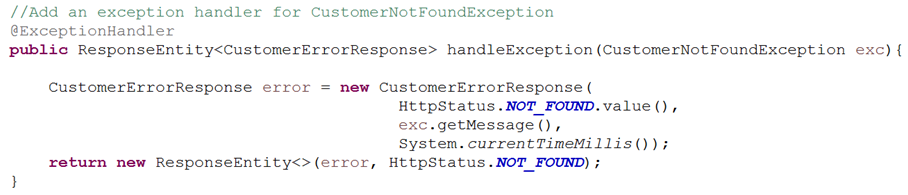 //Add an exception handler for CustomerNotFoundException
@ExceptionHandler
public ResponseEntity<CustomerErrorResponse> handleException(CustomerNotFoundException exc){
CustomerErrorResponse error = new CustomerErrorResponse(
HttpStatus.NOT_FOUND.value(),
exc.getMessage(),
System.currentTimeMillis());
return new ResponseEntity<>(error, HttpStatus.NOT_FOUND);
}